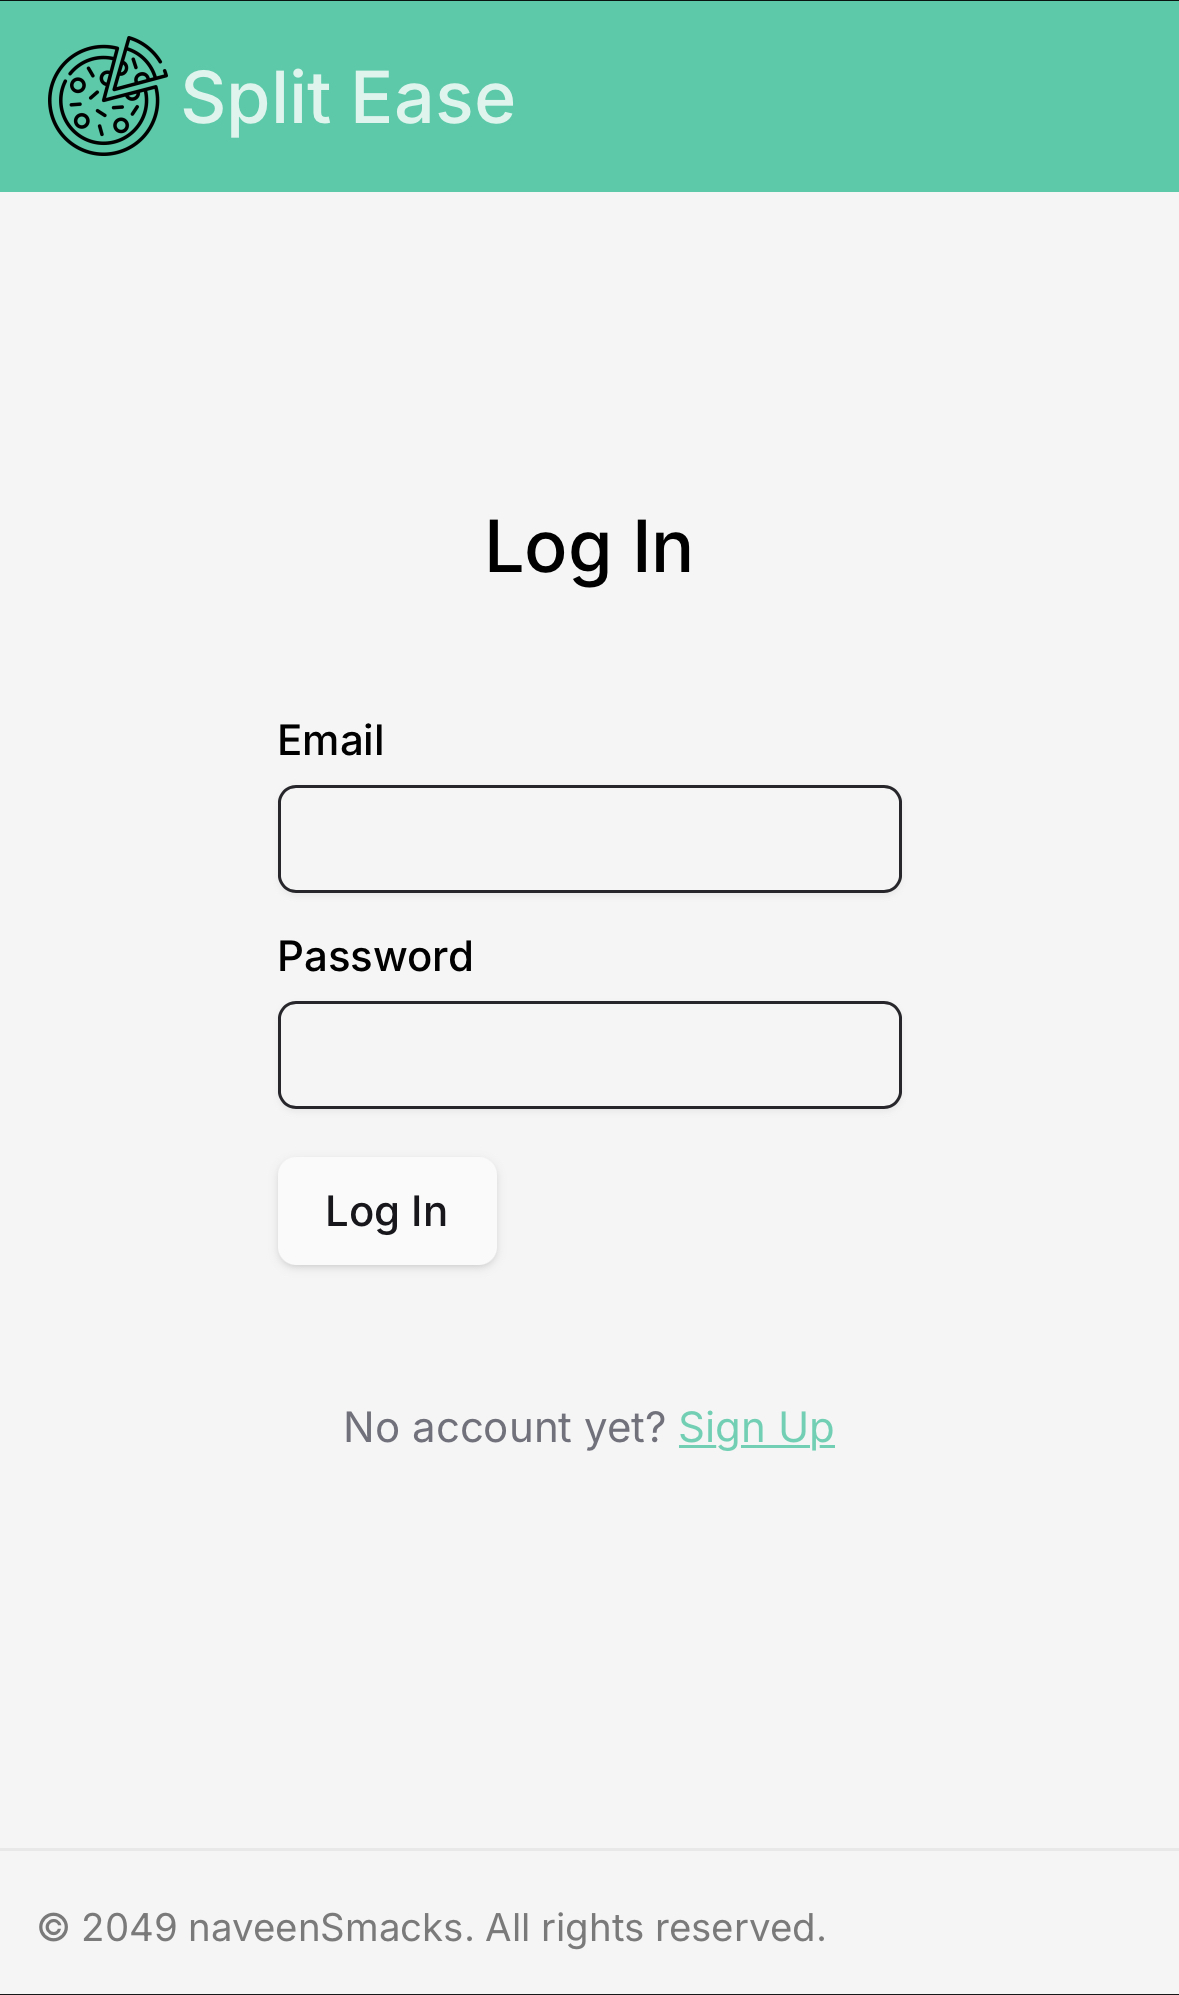 Split Ease
Log In
Email
Password
Log In
No account yet? Sign Up
© 2049 naveenSmacks. All rights reserved.